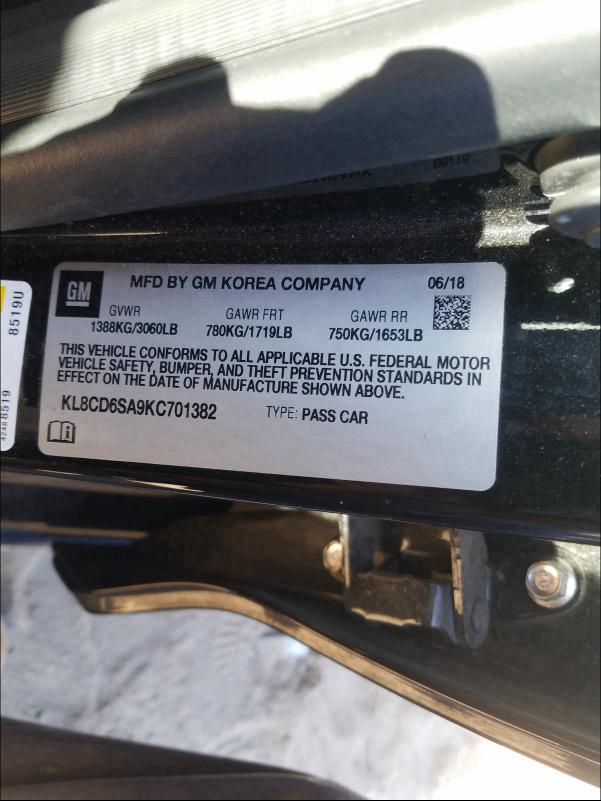 GM
MFD BY GM KOREA COMPANY
06/18
GVWR
GAWR FRT
GAWR RR
1388KG/3060LB
780KG/1719LB
750KG/1653LB
THIS VEHICLE CONFORMS TO ALL APPLICABLE U.S. FEDERAL MOTOR
VEHICLE SAFETY, BUMPER, AND THEFT PREVENTION STANDARDS IN
EFFECT ON THE DATE OF MANUFACTURE SHOWN ABOVE.
KL8CD6SA9KC701382
TYPE: PASS CAR
8519U
42488519